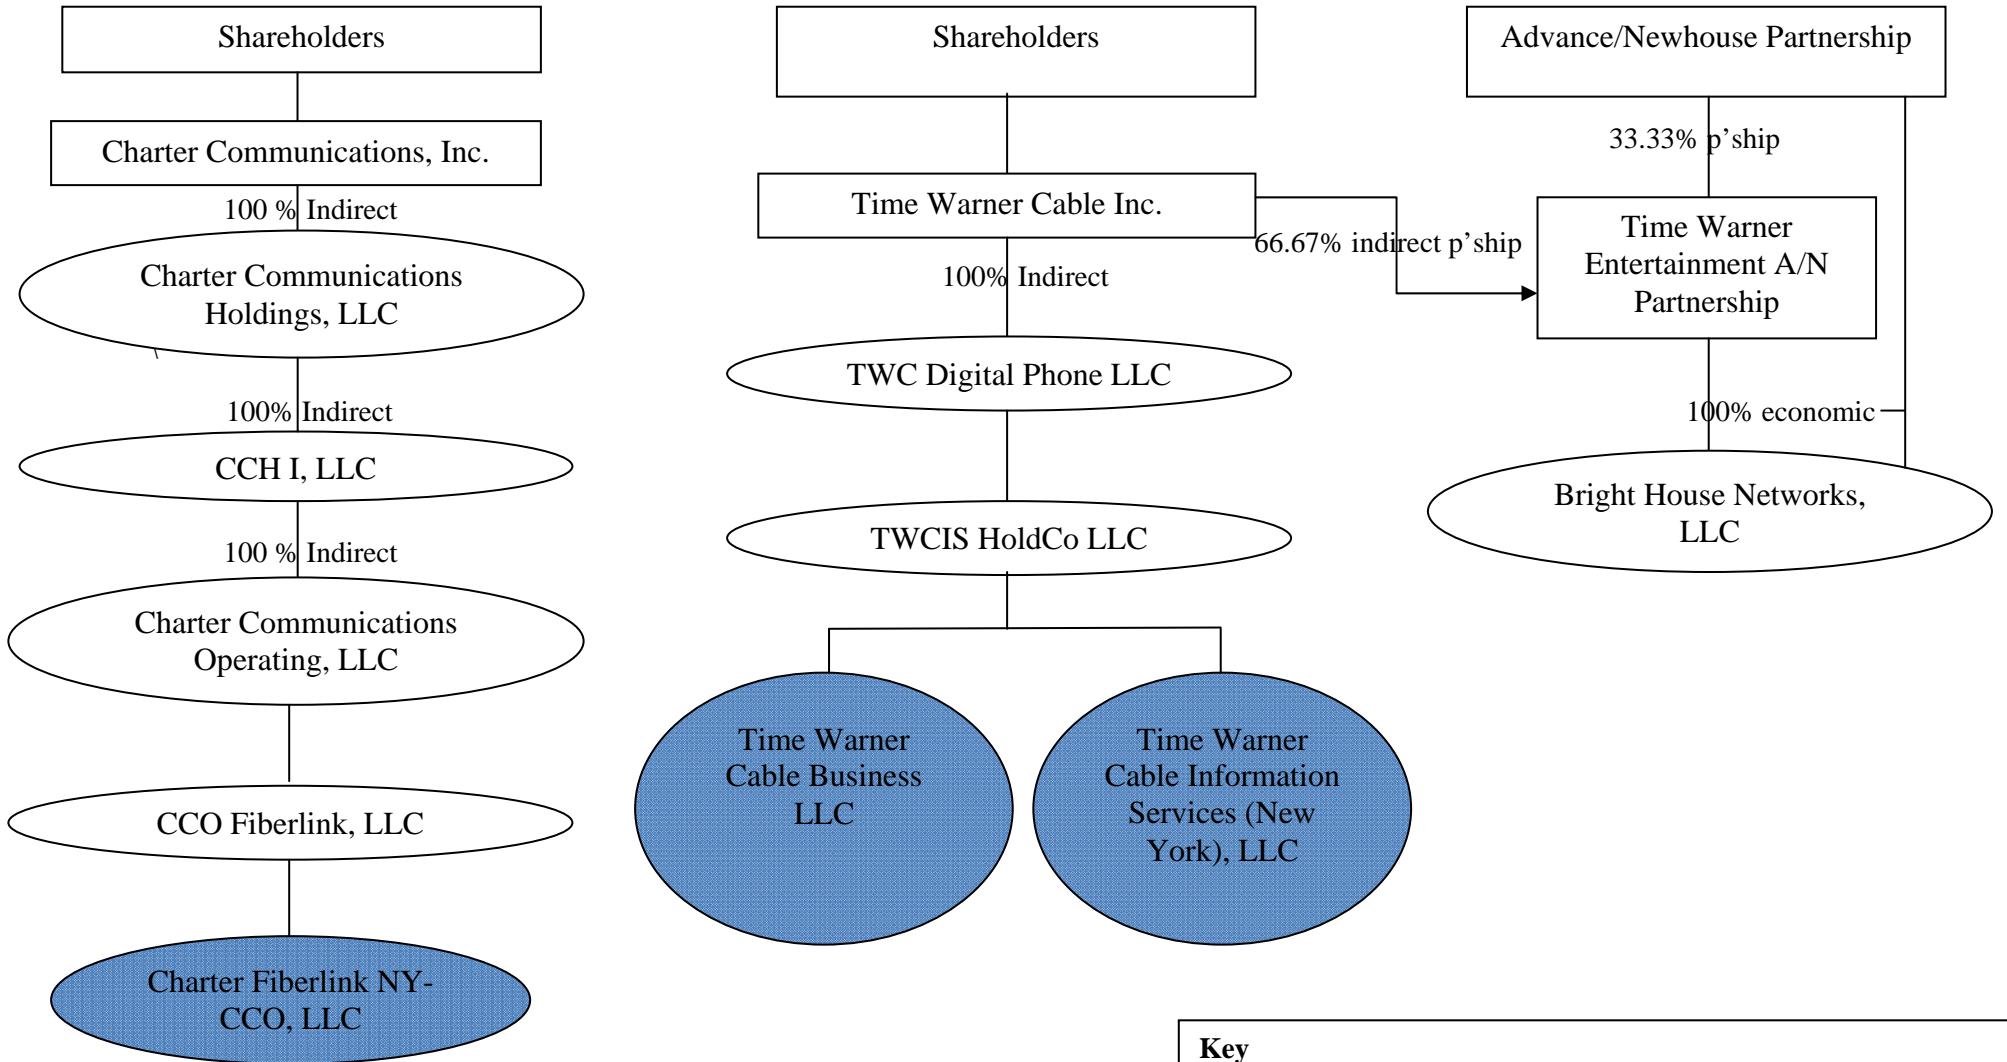 Shareholders
Charter Communications, Inc.
100 % Indirect
Charter Communications
Holdings, LLC
100% Indirect
CCH I, LLC
100 % Indirect
Charter Communications
Operating, LLC
CCO Fiberlink, LLC
Charter Fiberlink NY-
CCO, LLC
Shareholders
Time Warner Cable Inc.
100% Indirect
66.67% indirect p’ship
TWC Digital Phone LLC
TWCIS HoldCo LLC
Time Warner
Cable Business
LLC
Time Warner
Cable Information
Services (New
York), LLC
Advance/Newhouse Partnership
33.33% p’ship
Time Warner
Entertainment A/N
Partnership
100% economic
Bright House Networks,
LLC
Key